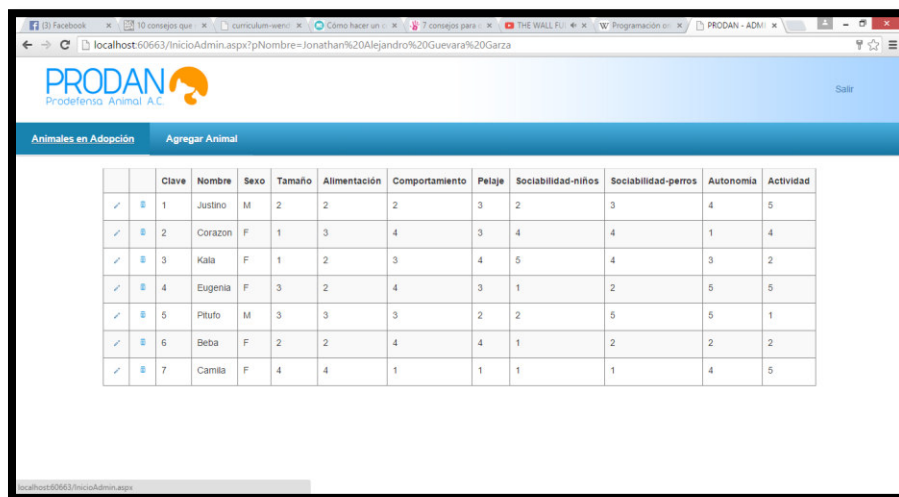 (3) Facebook 10 consejos que curriculum-wend Cómo hacer un c 7 consejos para c THE WALL FUL Programación or PRODAN - ADMI
localhost:60663/InicioAdmin.aspx?pNombre=Jonathan%20Alejandro%20Guevara%20Garza
PRODAN
Prodefensa Animal A.C.
Salir
Animales en Adopción Agregar Animal
Clave Nombre Sexo Tamaño Alimentación Comportamiento Pelaje Sociabilidad-niños Sociabilidad-perros Autonomía Actividad
1 Justino M 2 2 2 3 2 3 4 5
2 Corazon F 1 3 4 3 4 4 1 4
3 Kala F 1 2 3 4 5 4 3 2
4 Eugenia F 3 2 4 3 1 2 5 5
5 Pitufo M 3 3 3 2 2 5 5 1
6 Beba F 2 2 4 4 1 2 2 2
7 Camila F 4 4 1 1 1 1 4 5
localhost:60663/InicioAdmin.aspx